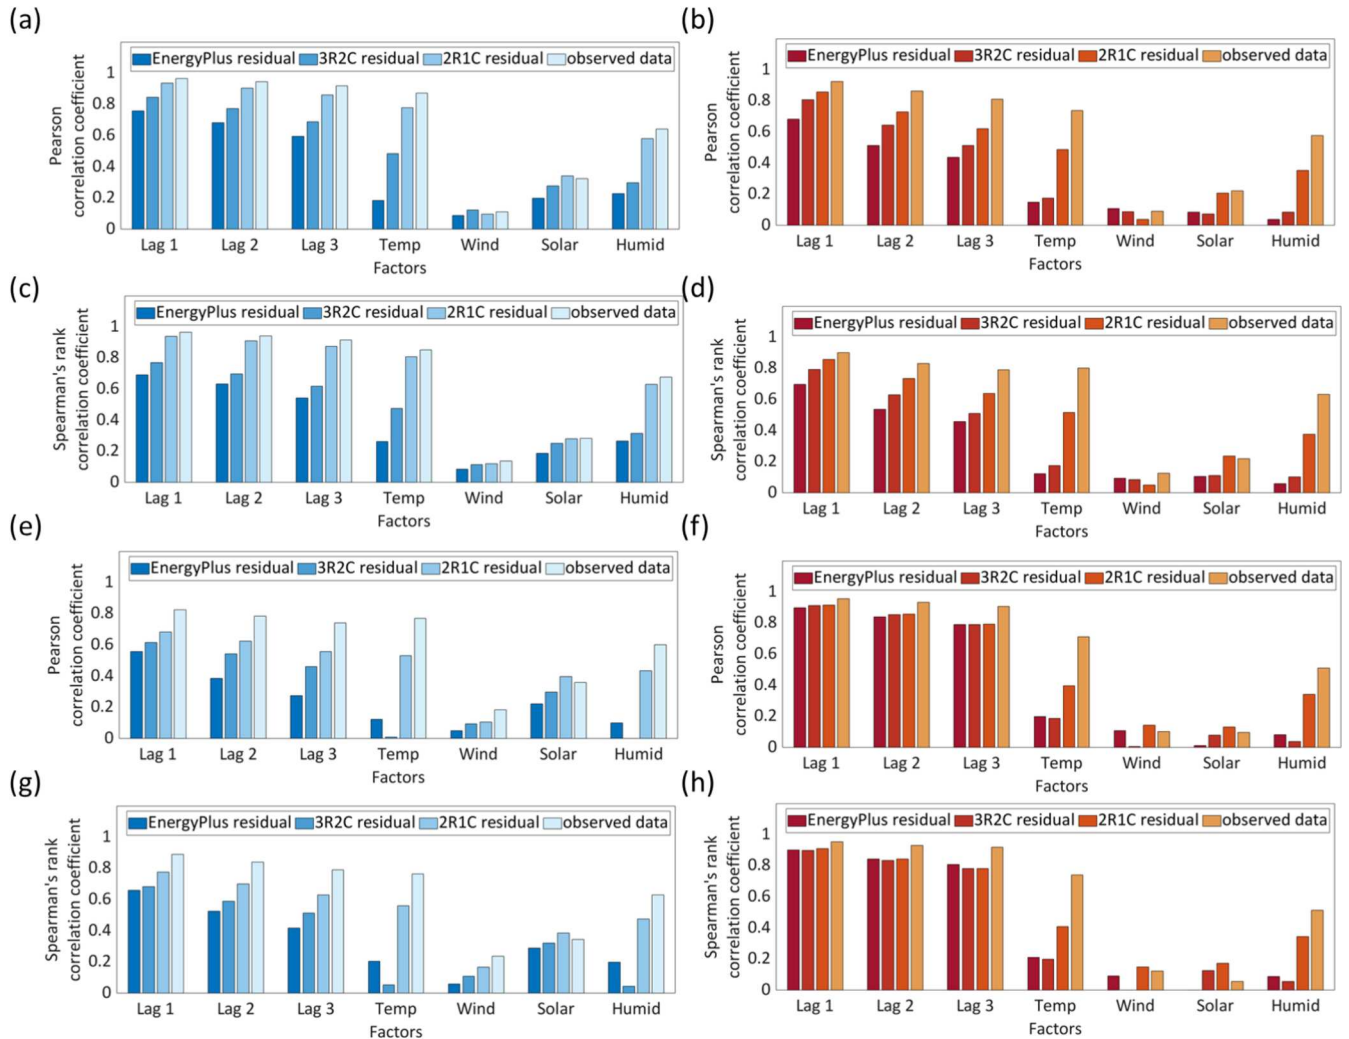 (a)
EnergyPlus residual 3R2C residual 2R1C residual observed data
Pearson
correlation coefficient
1
0.8
0.6
0.4
0.2
0
Lag 1 Lag 2 Lag 3 Temp Wind Solar Humid
Factors
(b)
EnergyPlus residual 3R2C residual 2R1C residual observed data
Pearson
correlation coefficient
1
0.8
0.6
0.4
0.2
0
Lag 1 Lag 2 Lag 3 Temp Wind Solar Humid
Factors
(c)
EnergyPlus residual 3R2C residual 2R1C residual observed data
Spearman's rank
correlation coefficient
1
0.8
0.6
0.4
0.2
0
Lag 1 Lag 2 Lag 3 Temp Wind Solar Humid
Factors
(d)
EnergyPlus residual 3R2C residual 2R1C residual observed data
Spearman's rank
correlation coefficient
1
0.8
0.6
0.4
0.2
0
Lag 1 Lag 2 Lag 3 Temp Wind Solar Humid
Factors
(e)
EnergyPlus residual 3R2C residual 2R1C residual observed data
Pearson
correlation coefficient
1
0.8
0.6
0.4
0.2
0
Lag 1 Lag 2 Lag 3 Temp Wind Solar Humid
Factors
(f)
EnergyPlus residual 3R2C residual 2R1C residual observed data
Pearson
correlation coefficient
1
0.8
0.6
0.4
0.2
0
Lag 1 Lag 2 Lag 3 Temp Wind Solar Humid
Factors
(g)
EnergyPlus residual 3R2C residual 2R1C residual observed data
Spearman's rank
correlation coefficient
1
0.8
0.6
0.4
0.2
0
Lag 1 Lag 2 Lag 3 Temp Wind Solar Humid
Factors
(h)
EnergyPlus residual 3R2C residual 2R1C residual observed data
Spearman's rank
correlation coefficient
1
0.8
0.6
0.4
0.2
0
Lag 1 Lag 2 Lag 3 Temp Wind Solar Humid
Factors